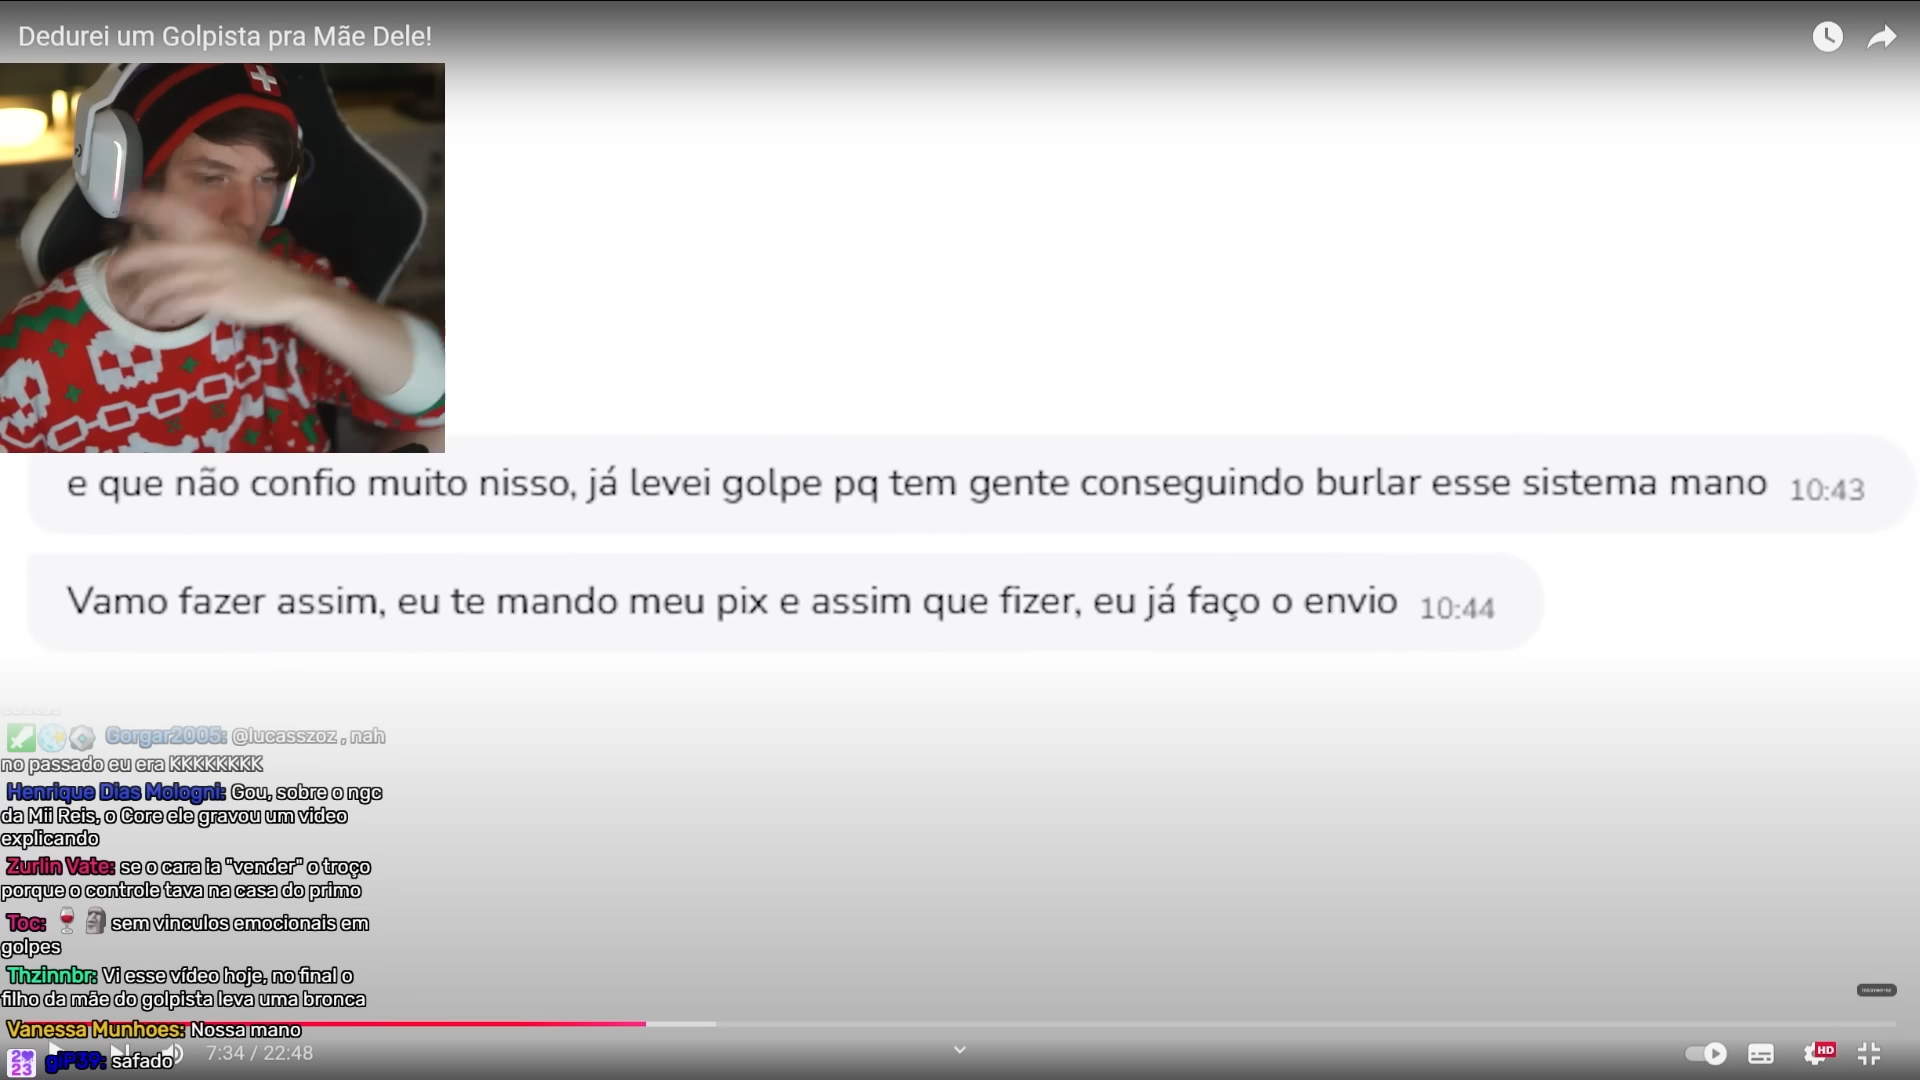 Dedurei um Golpista pra Mãe Dele!
e que não confio muito nisso, já levei golpe pq tem gente conseguindo burlar esse sistema mano 10:43
Vamo fazer assim, eu te mando meu pix e assim que fizer, eu já faço o envio 10:44
Gorgar2005: @lucasszoz , nah
no passado eu era KKKKKKKK
Henrique Dias Mologni: Gou, sobre o ngc
da Mii Reis, o Core ele gravou um video
explicando
Zurlin Vate: se o cara ia "vender" o troço
porque o controle tava na casa do primo
Toc: sem vinculos emocionais em
golpes
Thzinnbr: Vi esse vídeo hoje, no final o
filho da mãe do golpista leva uma bronca
Vanessa Munhoes: Nossa mano
giP39: safado
7:34 / 22:48
HD